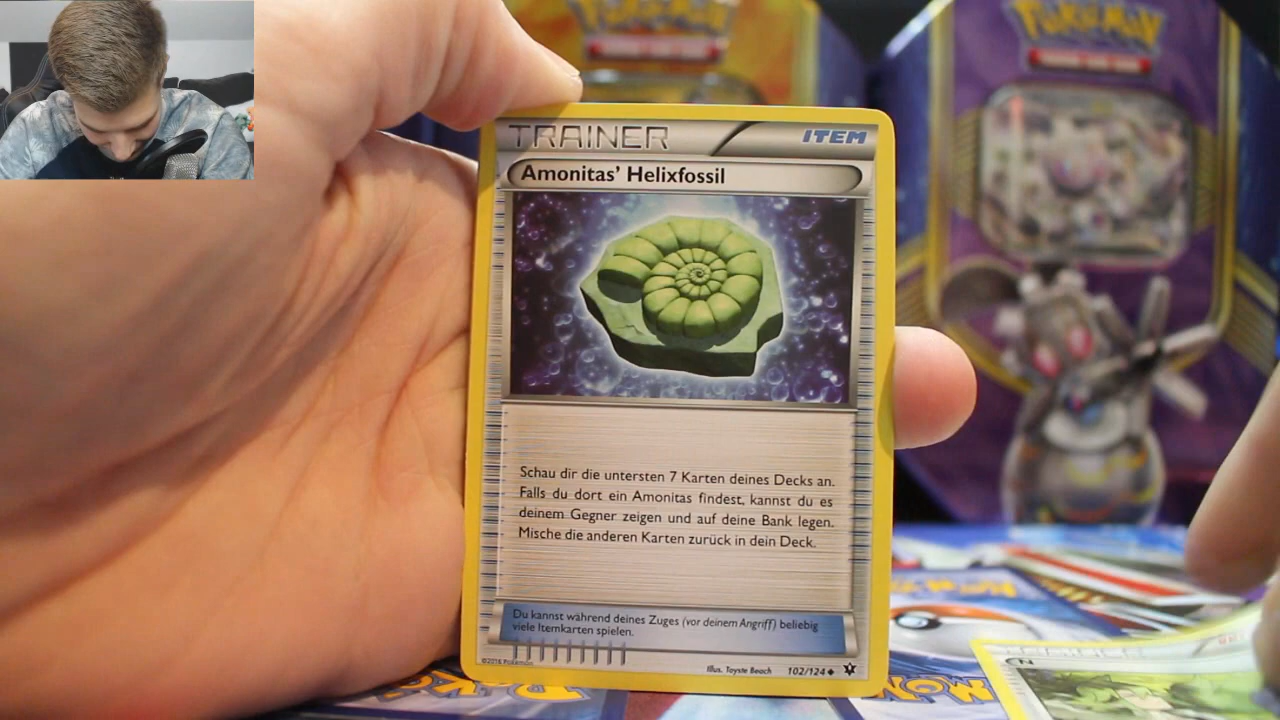 Pokémon
Pokémon
TRAINER
ITEM
Amonitas' Helixfossil
Schau dir die untersten 7 Karten deines Decks an.
Falls du dort ein Amonitas findest, kannst du es
deinem Gegner zeigen und auf deine Bank legen.
Mische die anderen Karten zurück in dein Deck.
Du kannst während deines Zuges (vor deinem Angriff) beliebig
viele Itemkarten spielen.
©2016 Pokémon
Illus. Toyste Beach
102/124
N